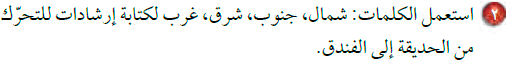 ٢ استعمل الكلمات: شمال، جنوب، شرق، غرب لكتابة إرشادات للتحرّك
من الحديقة إلى الفندق.